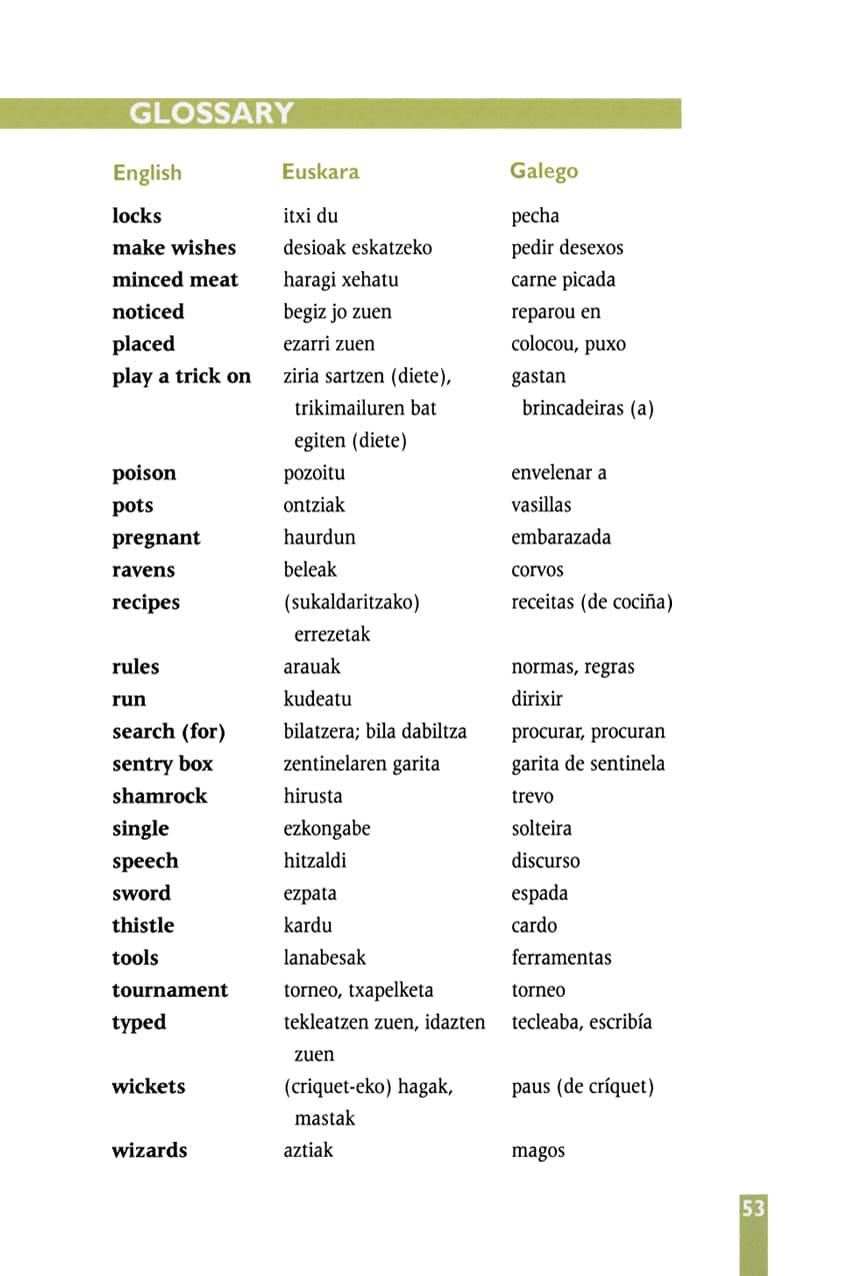 GLOSSARY
English Euskara Galego
locks itxi du pecha
make wishes desioak eskatzeko pedir desexos
minced meat haragi xehatu carne picada
noticed begiz jo zuen reparou en
placed ezarri zuen colocou, puxo
play a trick on ziria sartzen (diete), gastan
trikimailuren bat brincadeiras (a)
egiten (diete)
poison pozoitu envelenar a
pots ontziak vasillas
pregnant haurdun embarazada
ravens beleak corvos
recipes (sukaldaritzako) receitas (de cociña)
errezetak
rules arauak normas, regras
run kudeatu dirixir
search (for) bilatzera; bila dabiltza procurar, procuran
sentry box zentinelaren garita garita de sentinela
shamrock hirusta trevo
single ezkongabe solteira
speech hitzaldi discurso
sword ezpata espada
thistle kardu cardo
tools lanabesak ferramentas
tournament torneo, txapelketa torneo
typed tekleatzen zuen, idazten tecleaba, escribía
zuen
wickets (criquet-eko) hagak, paus (de críquet)
mastak
wizards aztiak magos
53